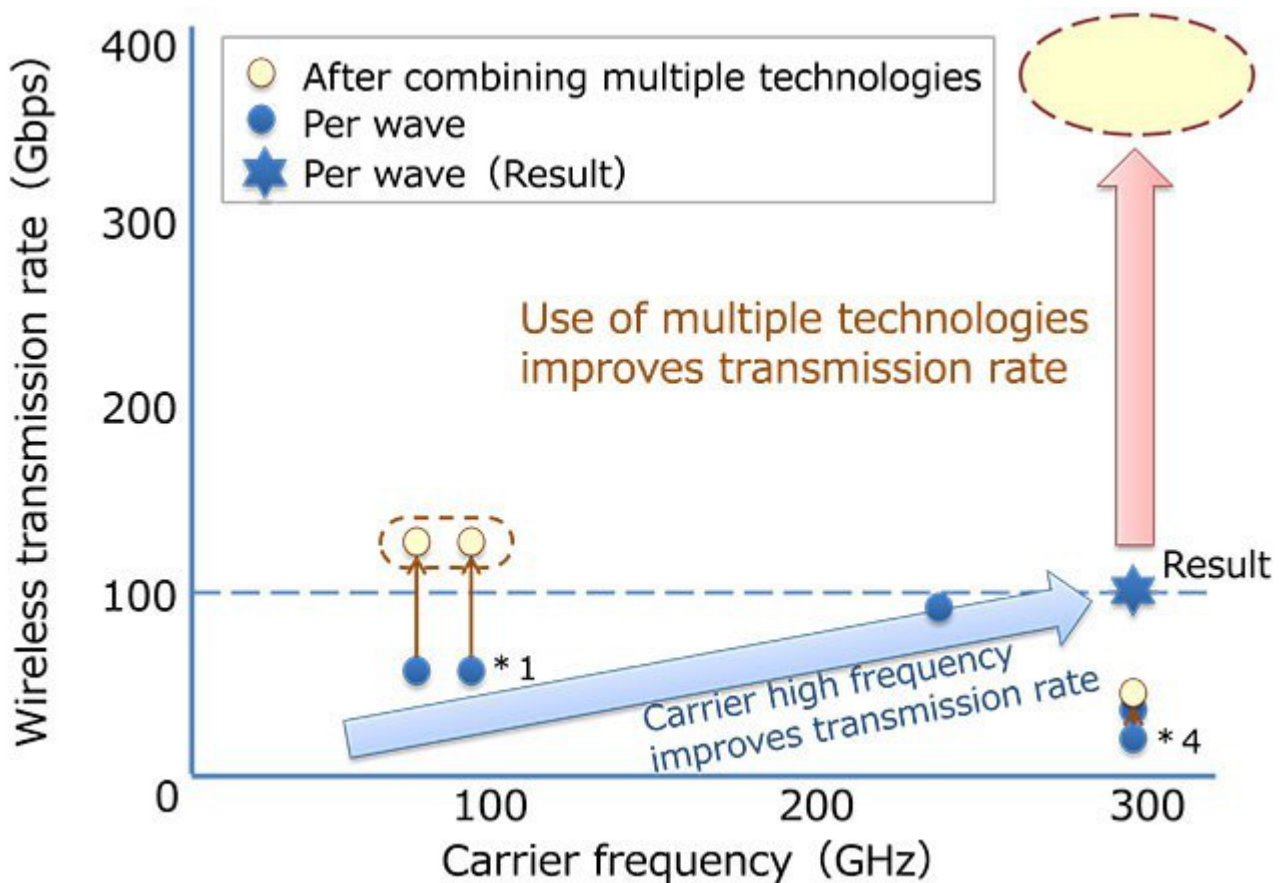 Wireless transmission rate (Gbps)
400
300
200
100
0
After combining multiple technologies
Per wave
Per wave (Result)
Use of multiple technologies
improves transmission rate
Result
* 1
Carrier high frequency
improves transmission rate
* 4
100
200
300
Carrier frequency (GHz)